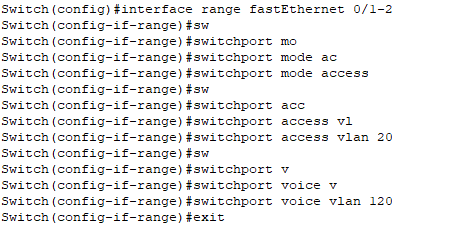 Switch(config)#interface range fastEthernet 0/1-2
Switch(config-if-range)#sw
Switch(config-if-range)#switchport mo
Switch(config-if-range)#switchport mode ac
Switch(config-if-range)#switchport mode access
Switch(config-if-range)#sw
Switch(config-if-range)#switchport acc
Switch(config-if-range)#switchport access vl
Switch(config-if-range)#switchport access vlan 20
Switch(config-if-range)#sw
Switch(config-if-range)#switchport v
Switch(config-if-range)#switchport voice v
Switch(config-if-range)#switchport voice vlan 120
Switch(config-if-range)#exit